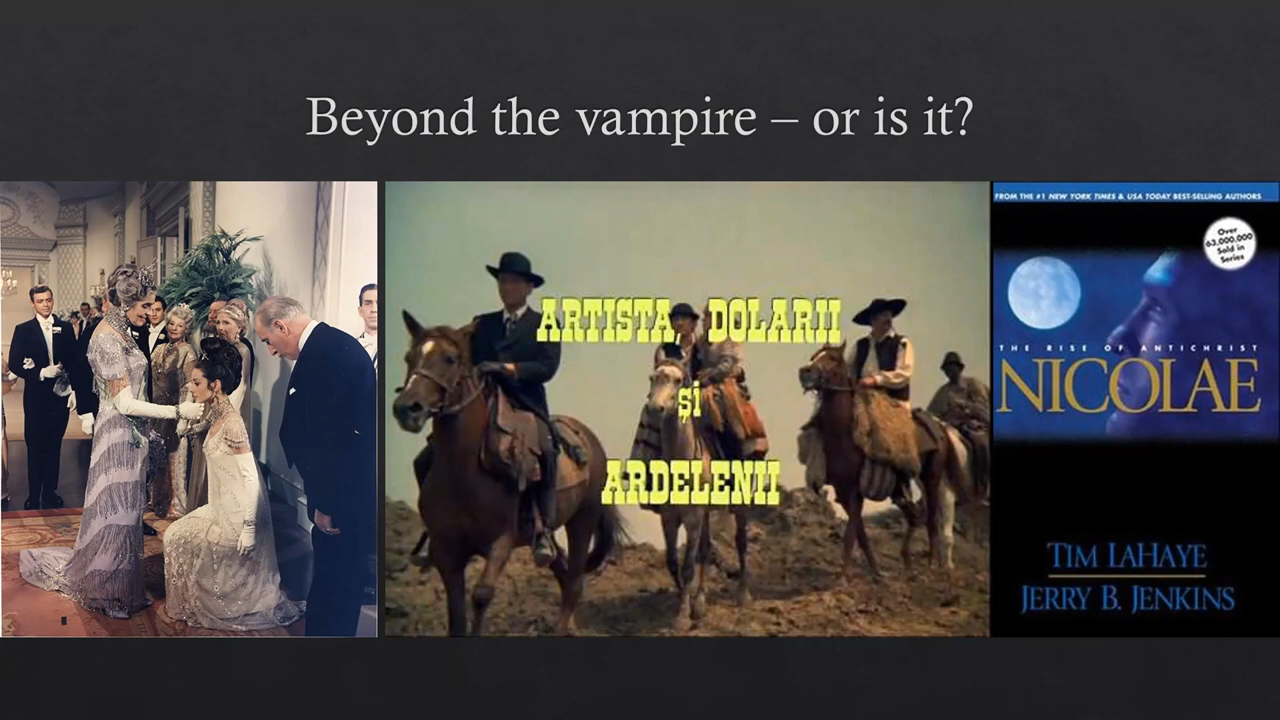 Beyond the vampire – or is it?
ARTISTA, DOLARII
și
ARDELENII
FROM THE #1 NEW YORK TIMES & USA TODAY BEST-SELLING AUTHORS
Over
63,000,000
Sold in
Series
THE RISE OF ANTICHRIST
NICOLAE
TIM LAHAYE
JERRY B. JENKINS